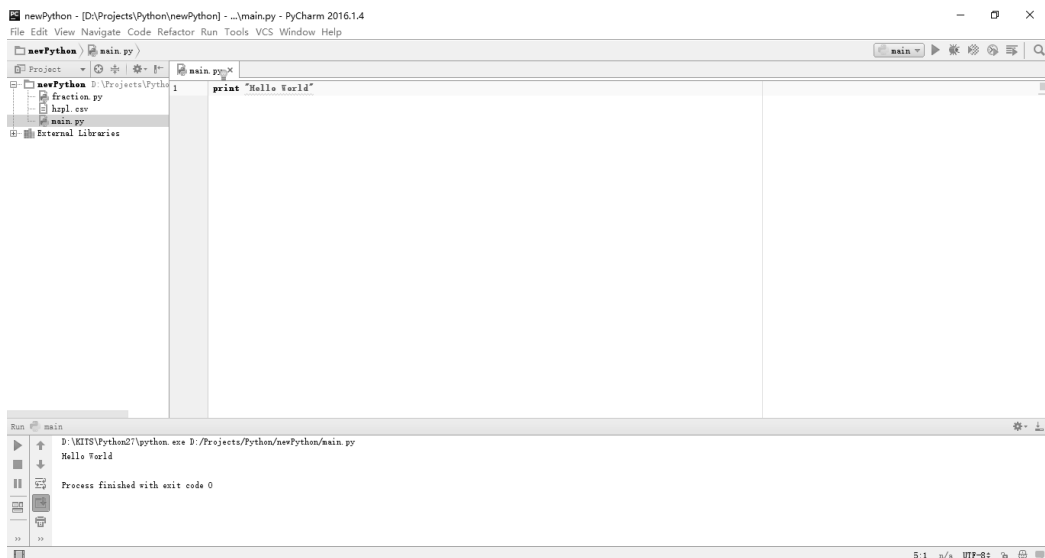 PC newPython - [D:\Projects\Python\newPython] - ...\main.py - PyCharm 2016.1.4
File Edit View Navigate Code Refactor Run Tools VCS Window Help
newPython main.py
main
Project
main.py
newPython D:\Projects\Pytho
fraction.py
hzpl.csv
main.py
External Libraries
1 print "Hello World"
Run main
D:\KITS\Python27\python.exe D:/Projects/Python/newPython/main.py
Hello World
Process finished with exit code 0
5:1 n/a UTF-8